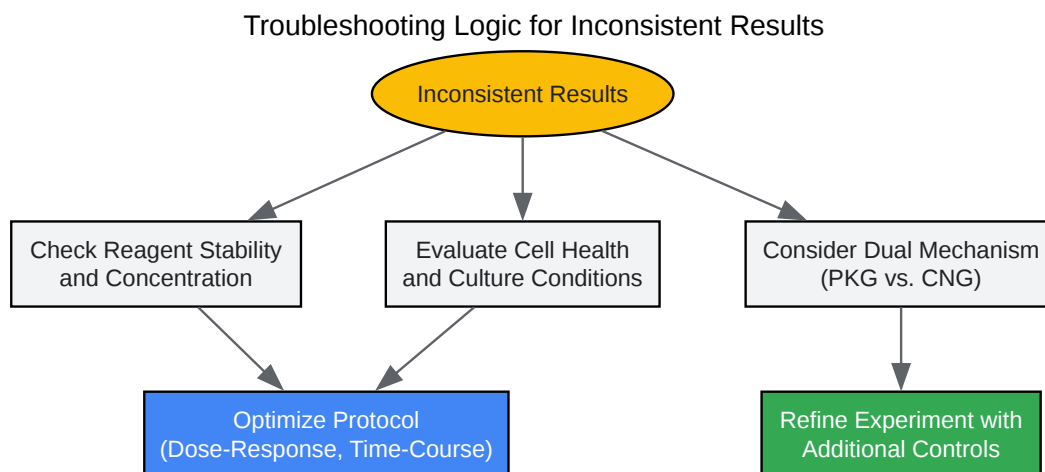 Troubleshooting Logic for Inconsistent Results
Inconsistent Results
Check Reagent Stability
and Concentration
Evaluate Cell Health
and Culture Conditions
Consider Dual Mechanism
(PKG vs. CNG)
Optimize Protocol
(Dose-Response, Time-Course)
Refine Experiment with
Additional Controls